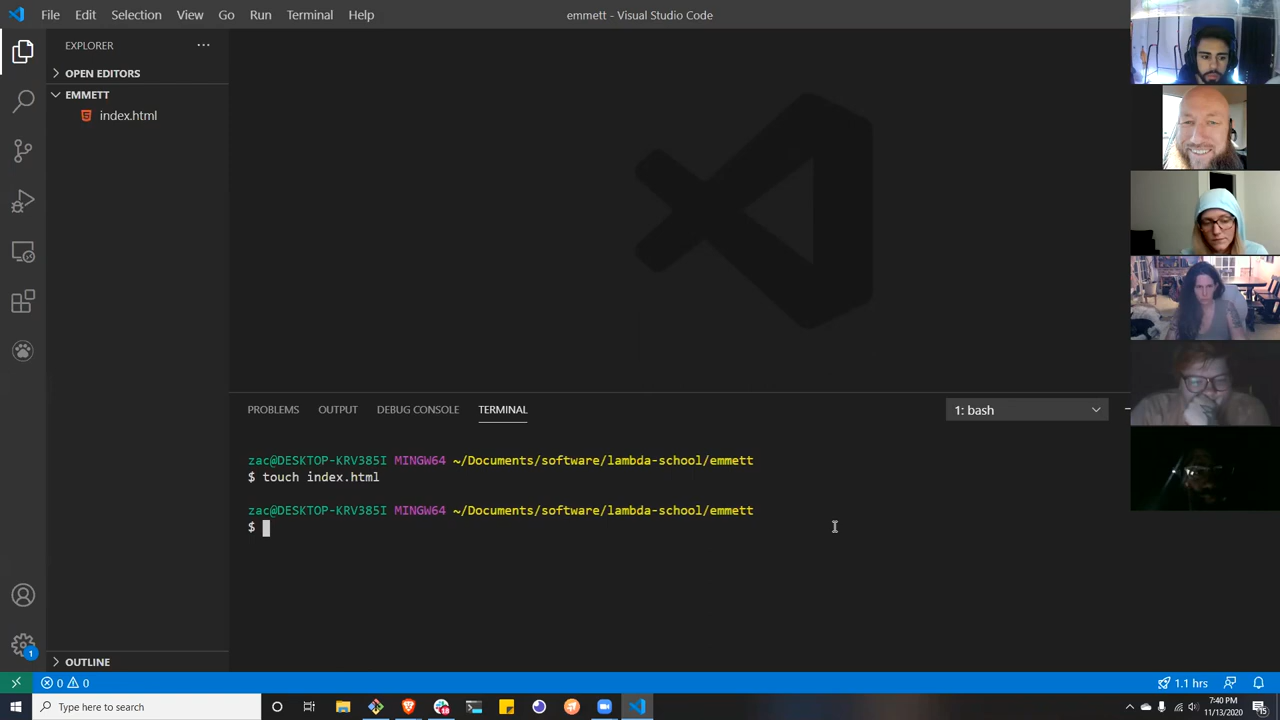 File Edit Selection View Go Run Terminal Help
emmett - Visual Studio Code
EXPLORER
OPEN EDITORS
EMMETT
index.html
PROBLEMS OUTPUT DEBUG CONSOLE TERMINAL
1: bash
zac@DESKTOP-KRV385I MINGW64 ~/Documents/software/lambda-school/emmett
$ touch index.html
zac@DESKTOP-KRV385I MINGW64 ~/Documents/software/lambda-school/emmett
$
OUTLINE
1
0 0
1.1 hrs
Type here to search
7:40 PM
11/13/2020